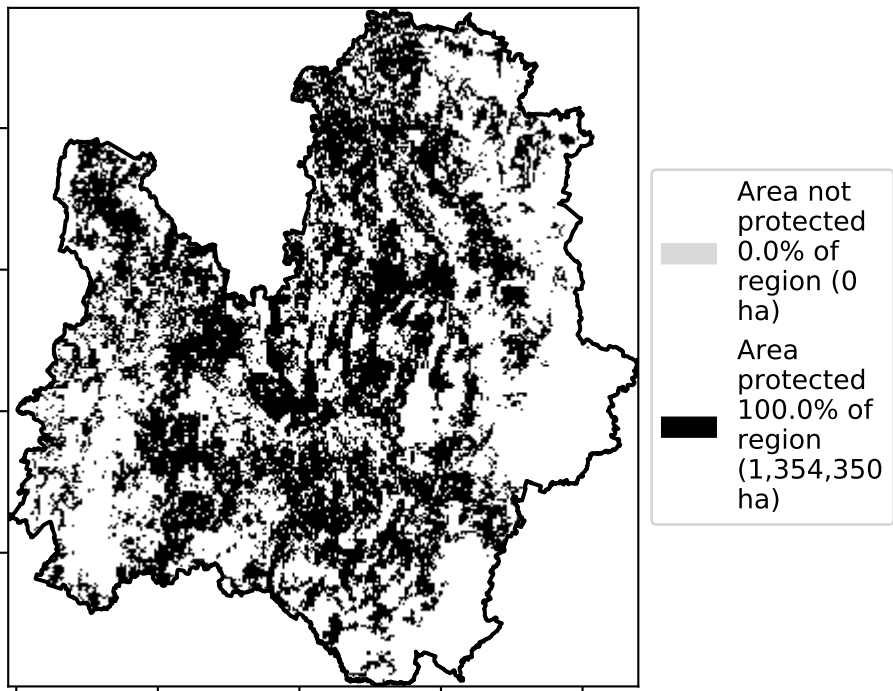 Area not
protected
0.0% of
region (0
ha)
Area
protected
100.0% of
region
(1,354,350
ha)